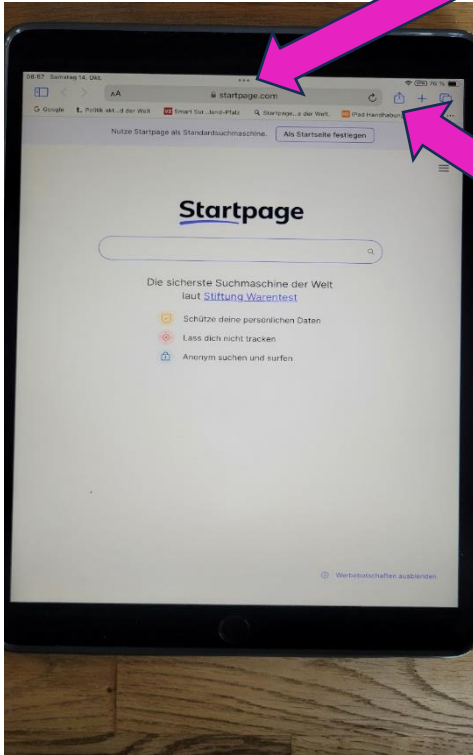 06:57 Samstag 14. Okt.
76 %
AA
startpage.com
Google
Politik akt...d der Welt
Smart Sur...land-Pfalz
Startpage...s der Welt.
iPad Handhabung
Nutze Startpage als Standardsuchmaschine.
Als Startseite festlegen
Startpage
Die sicherste Suchmaschine der Welt
laut Stiftung Warentest
Schütze deine persönlichen Daten
Lass dich nicht tracken
Anonym suchen und surfen
Werbebotschaften ausblenden